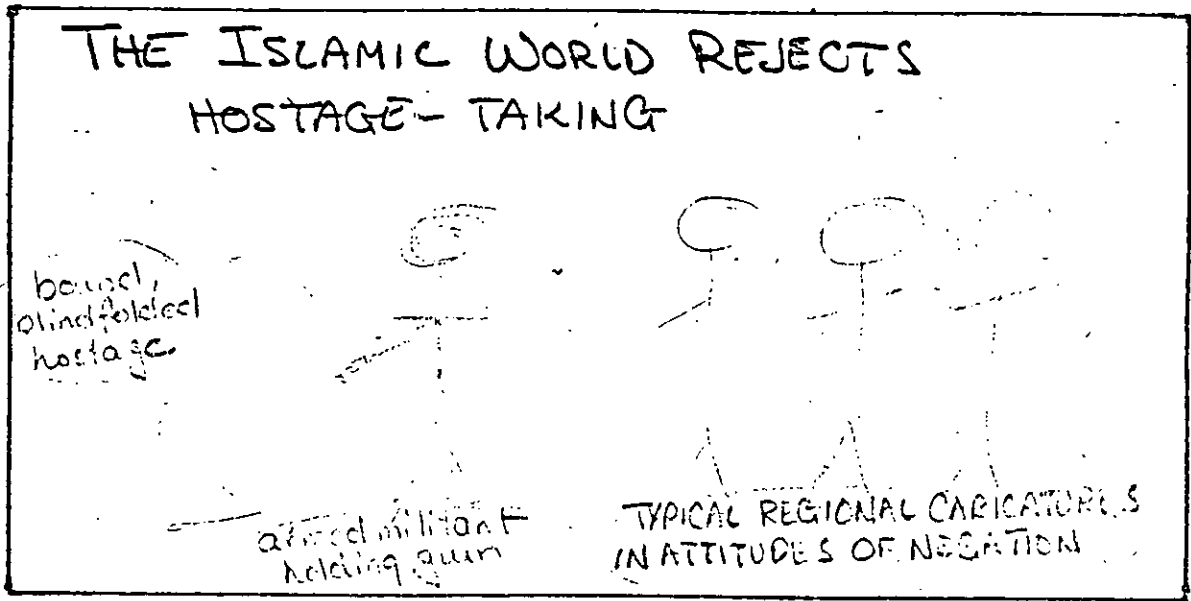 THE ISLAMIC WORLD REJECTS
HOSTAGE-TAKING
bound,
blindfolded
hostage
armed militant
holding gun
TYPICAL REGIONAL CARICATURES
IN ATTITUDES OF NEGATION